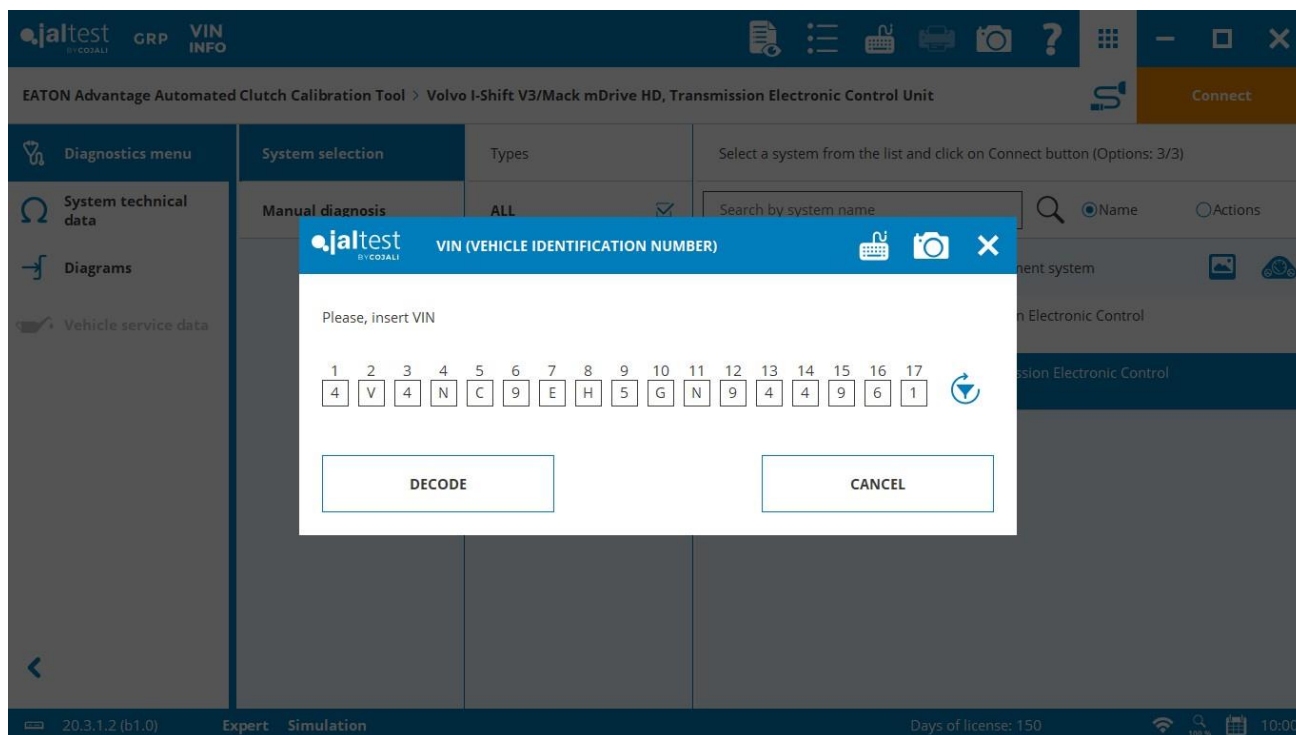 jaltest GRP VIN INFO
BY COJALI
EATON Advantage Automated Clutch Calibration Tool > Volvo I-Shift V3/Mack mDrive HD, Transmission Electronic Control Unit
Connect
Diagnostics menu
System selection
Types
Select a system from the list and click on Connect button (Options: 3/3)
System technical data
Manual diagnosis
ALL
Search by system name
Name
Actions
Diagrams
Vehicle service data
jaltest
BY COJALI
VIN (VEHICLE IDENTIFICATION NUMBER)
Please, insert VIN
1 2 3 4 5 6 7 8 9 10 11 12 13 14 15 16 17
4 V 4 N C 9 E H 5 G N 9 4 4 9 6 1
DECODE
CANCEL
system
Electronic Control
Electronic Control
20.3.1.2 (b1.0)
Expert
Simulation
Days of license: 150
100 %
10:00